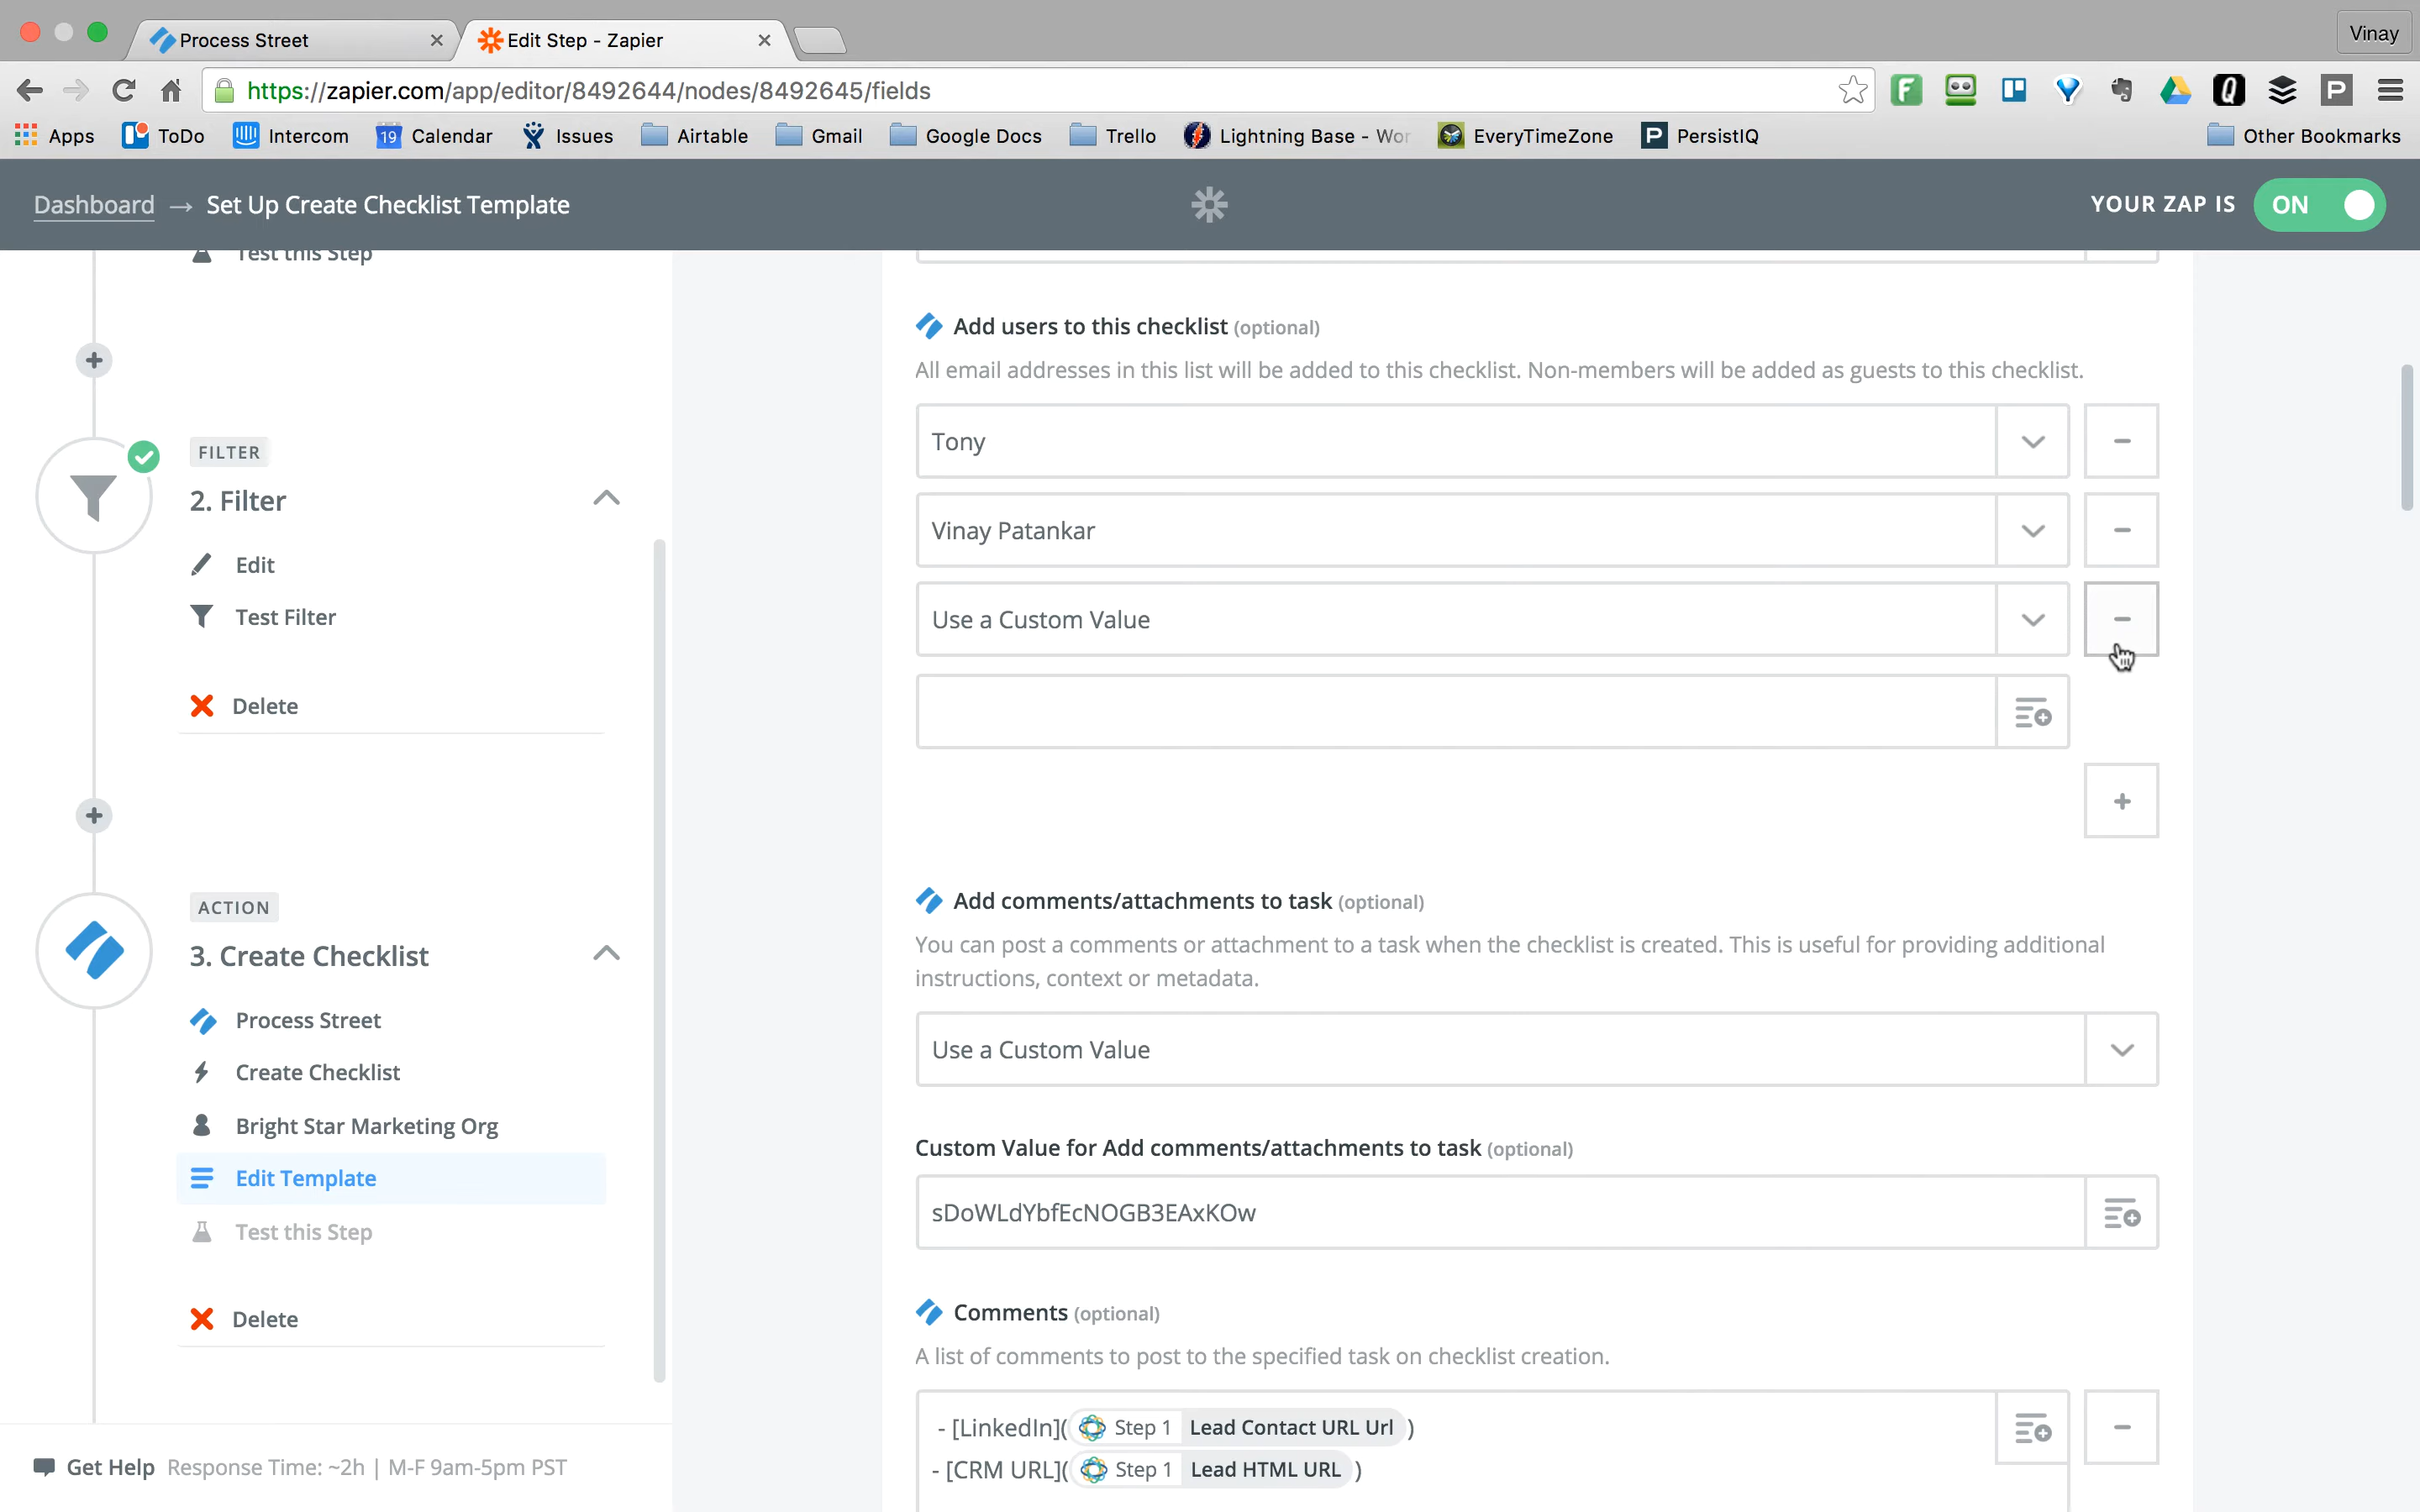 Process Street
Edit Step - Zapier
Vinay
https://zapier.com/app/editor/8492644/nodes/8492645/fields
Apps ToDo Intercom 19 Calendar Issues Airtable Gmail Google Docs Trello Lightning Base - Wor EveryTimeZone PersistIQ Other Bookmarks
Dashboard → Set Up Create Checklist Template
YOUR ZAP IS ON
Test this Step
FILTER
2. Filter
Edit
Test Filter
Delete
ACTION
3. Create Checklist
Process Street
Create Checklist
Bright Star Marketing Org
Edit Template
Test this Step
Delete
Get Help Response Time: ~2h | M-F 9am-5pm PST
Add users to this checklist (optional)
All email addresses in this list will be added to this checklist. Non-members will be added as guests to this checklist.
Tony
Vinay Patankar
Use a Custom Value
Add comments/attachments to task (optional)
You can post a comments or attachment to a task when the checklist is created. This is useful for providing additional
instructions, context or metadata.
Use a Custom Value
Custom Value for Add comments/attachments to task (optional)
sDoWLdYbfEcNOGB3EAxKOw
Comments (optional)
A list of comments to post to the specified task on checklist creation.
- [LinkedIn]( Step 1 Lead Contact URL Url )
- [CRM URL]( Step 1 Lead HTML URL )